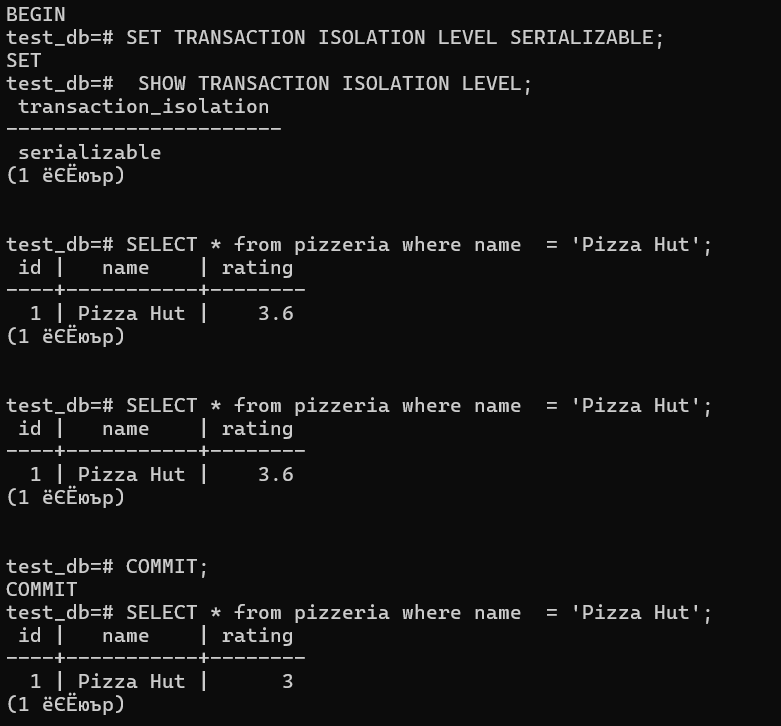 BEGIN
test_db=# SET TRANSACTION ISOLATION LEVEL SERIALIZABLE;
SET
test_db=#  SHOW TRANSACTION ISOLATION LEVEL;
 transaction_isolation
-----------------------
 serializable
(1 ёЄЁюър)

test_db=# SELECT * from pizzeria where name  = 'Pizza Hut';
 id |   name    | rating
----+-----------+--------
  1 | Pizza Hut |    3.6
(1 ёЄЁюър)

test_db=# SELECT * from pizzeria where name  = 'Pizza Hut';
 id |   name    | rating
----+-----------+--------
  1 | Pizza Hut |    3.6
(1 ёЄЁюър)

test_db=# COMMIT;
COMMIT
test_db=# SELECT * from pizzeria where name  = 'Pizza Hut';
 id |   name    | rating
----+-----------+--------
  1 | Pizza Hut |      3
(1 ёЄЁюър)